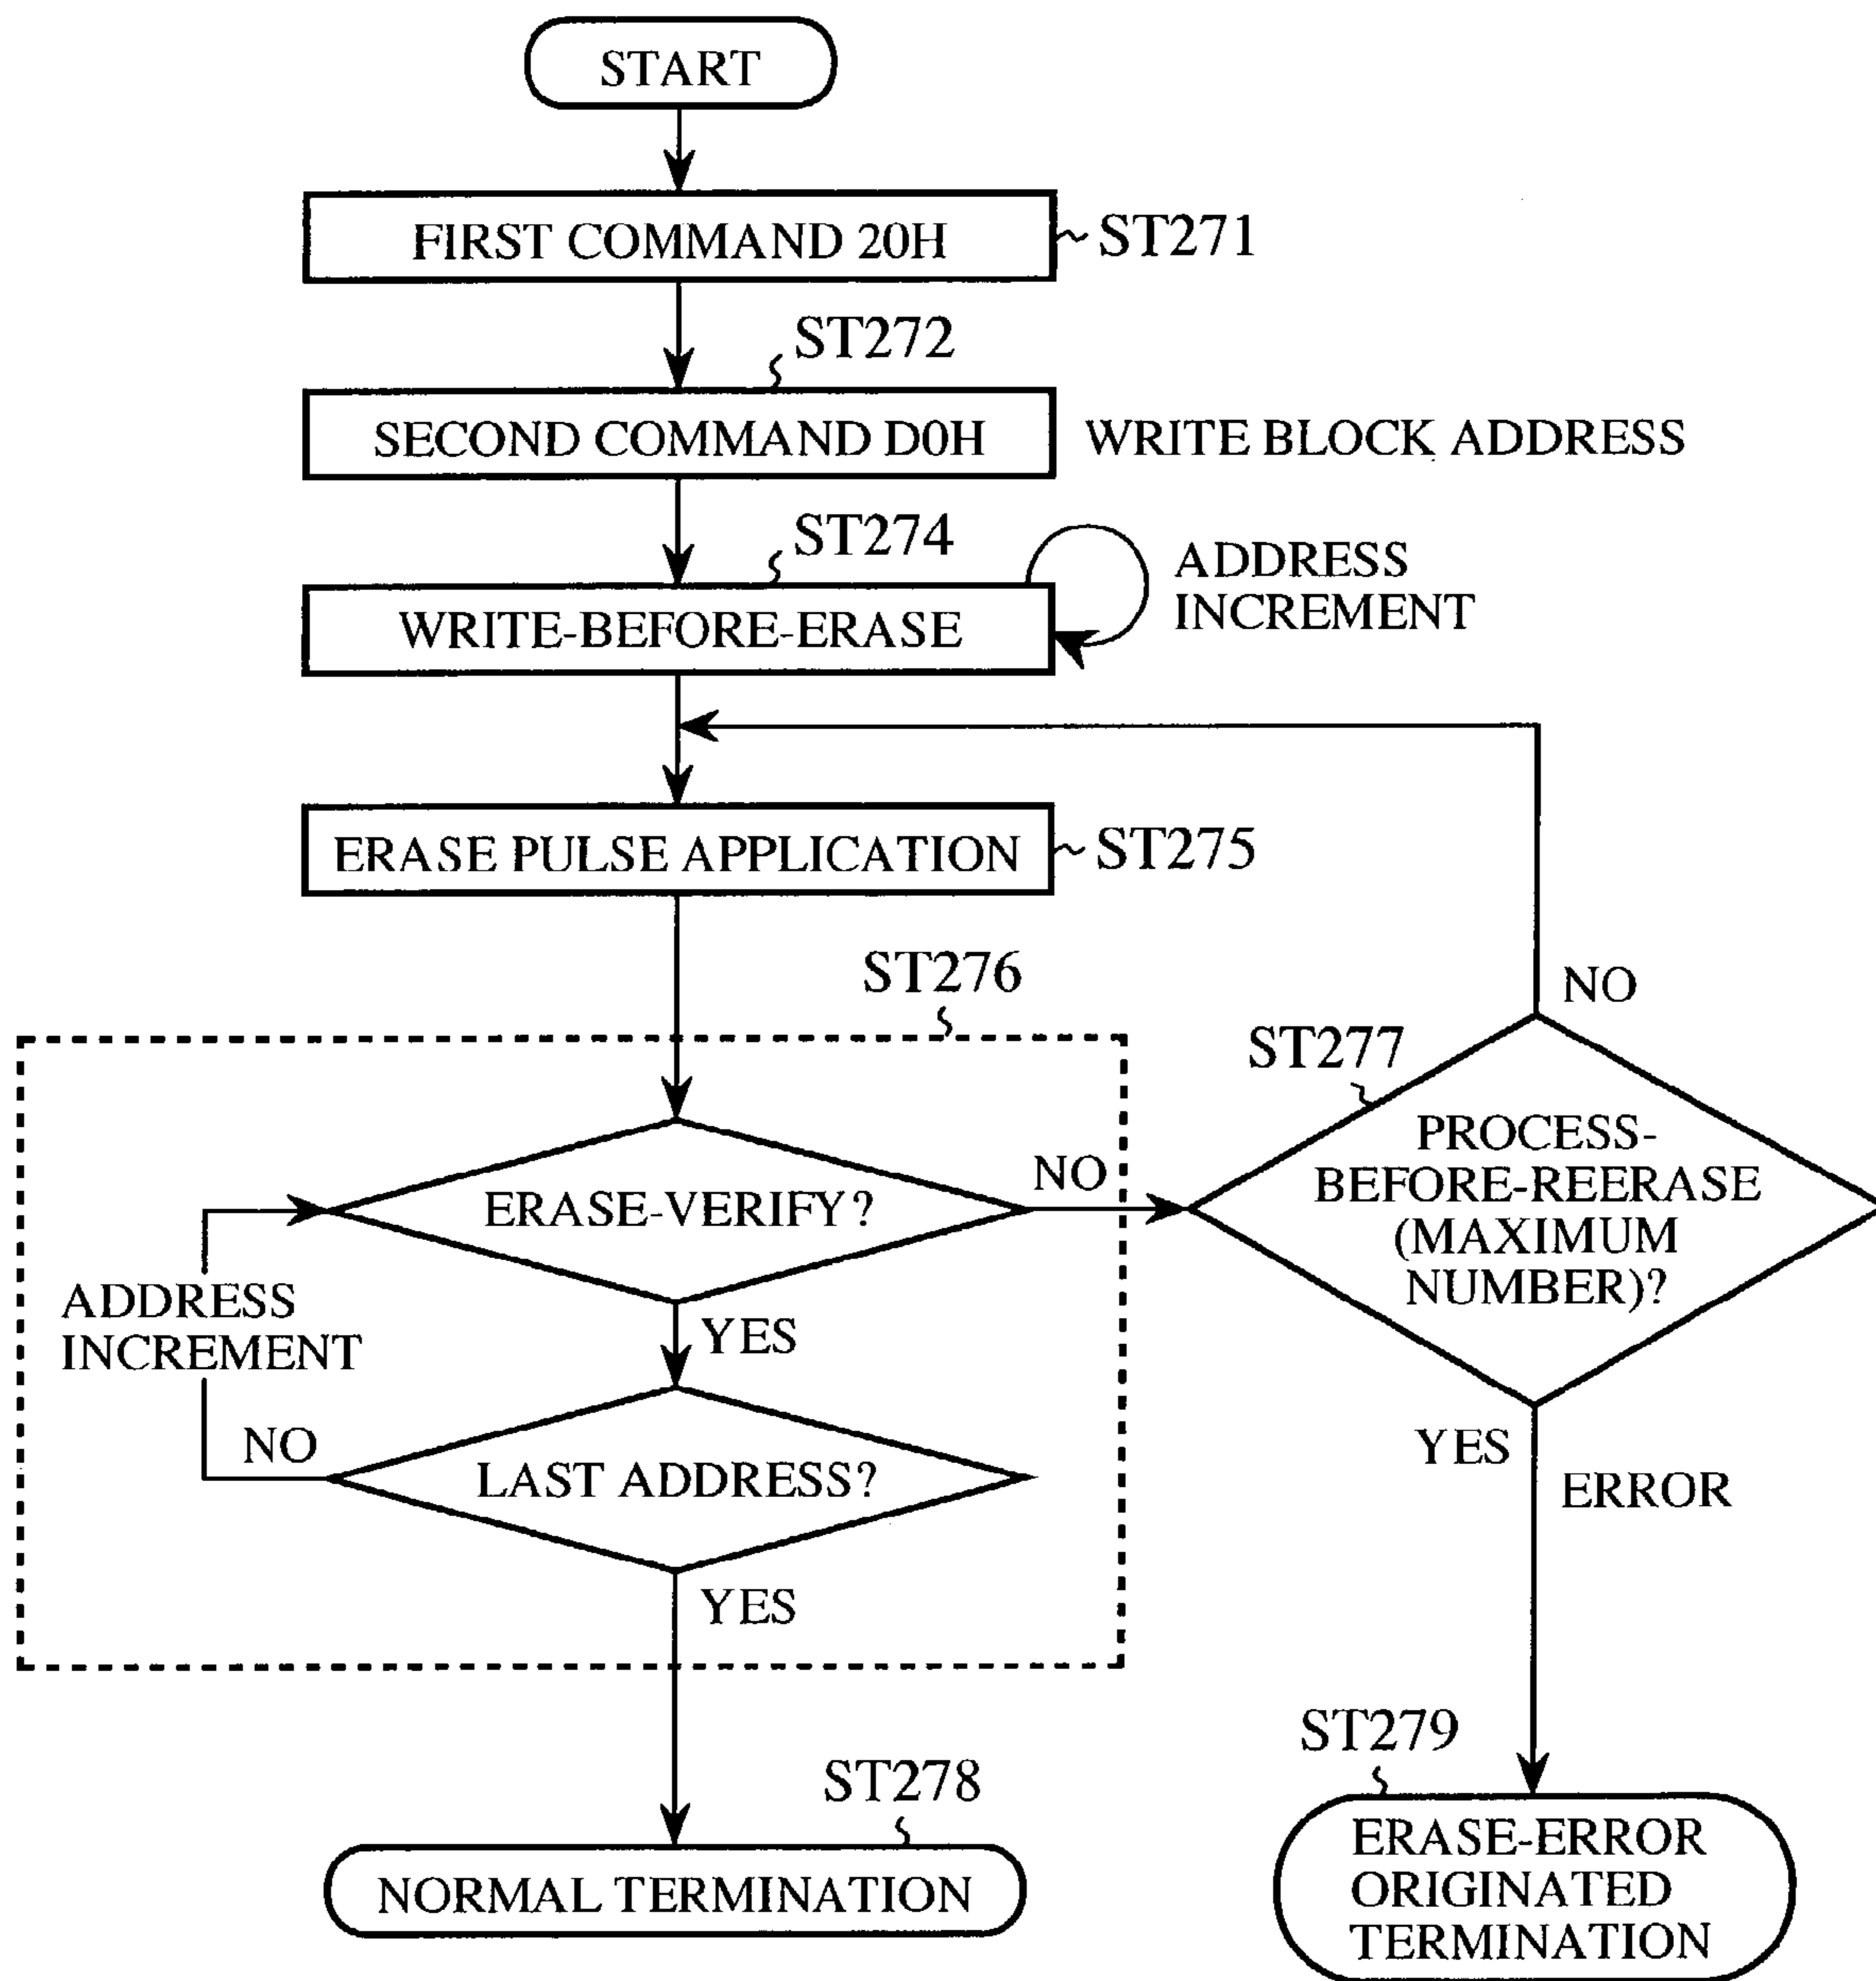 START
FIRST COMMAND 20H
ST271
ST272
SECOND COMMAND D0H
WRITE BLOCK ADDRESS
ST274
WRITE-BEFORE-ERASE
ADDRESS
INCREMENT
ERASE PULSE APPLICATION
ST275
ST276
NO
ST277
PROCESS-
BEFORE-REERASE
(MAXIMUM
NUMBER)?
ERASE-VERIFY?
NO
ADDRESS
INCREMENT
YES
NO
LAST ADDRESS?
YES
YES
ERROR
ST278
NORMAL TERMINATION
ST279
ERASE-ERROR
ORIGINATED
TERMINATION